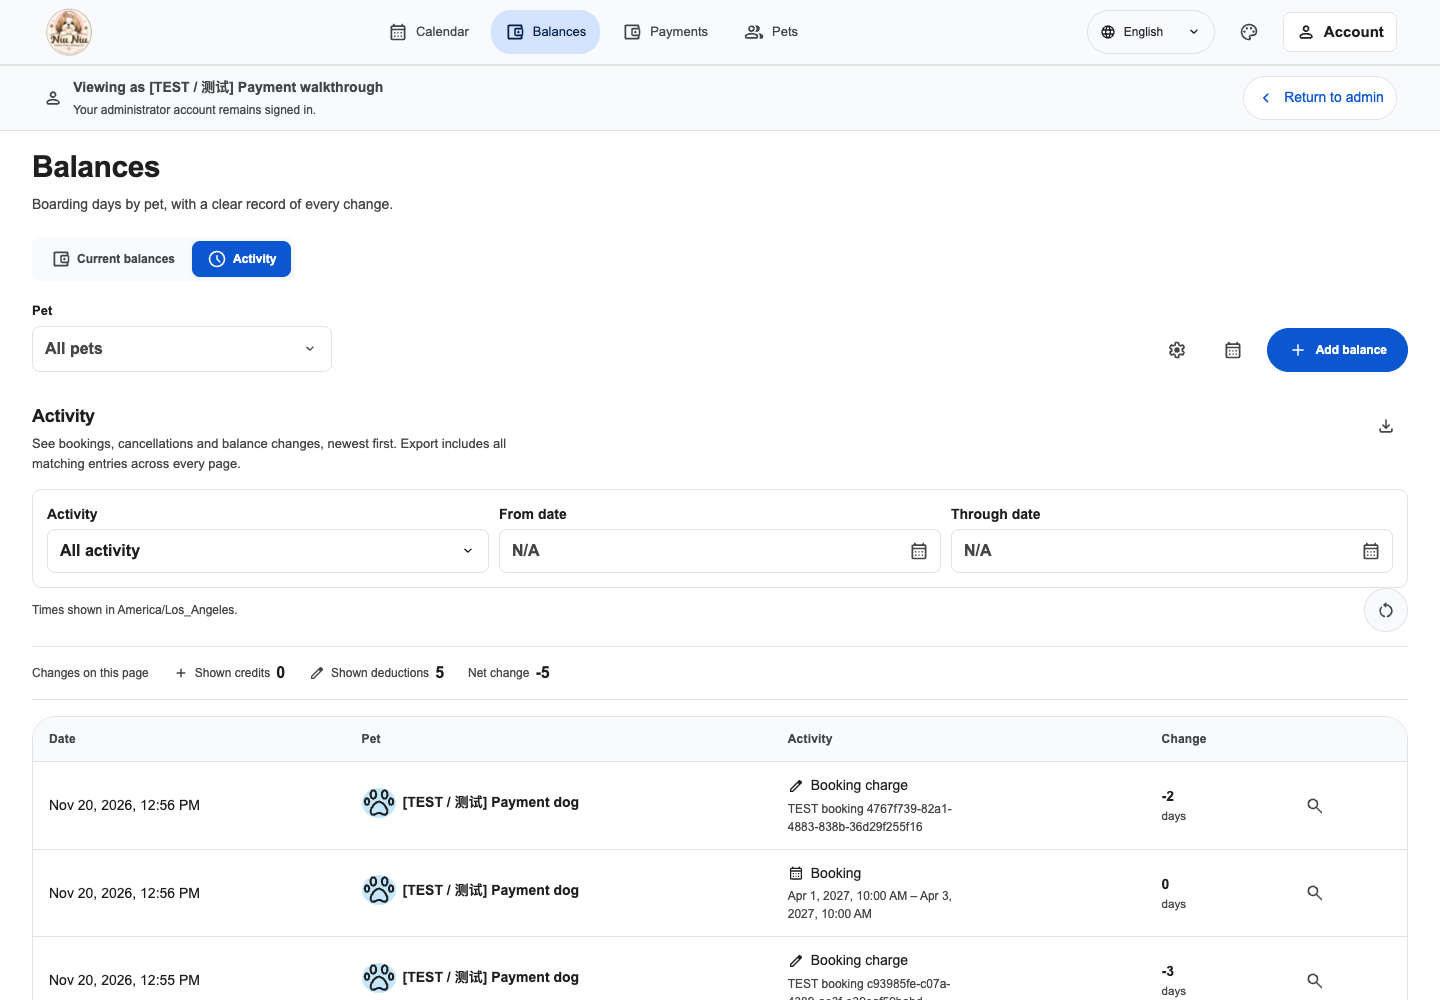 Niu Niu
Calendar
Balances
Payments
Pets
English
Account
Viewing as [TEST / 测试] Payment walkthrough
Your administrator account remains signed in.
Return to admin
Balances
Boarding days by pet, with a clear record of every change.
Current balances
Activity
Pet
All pets
Add balance
Activity
See bookings, cancellations and balance changes, newest first. Export includes all
matching entries across every page.
Activity
From date
Through date
All activity
N/A
N/A
Times shown in America/Los_Angeles.
Changes on this page
Shown credits 0
Shown deductions 5
Net change -5
Date
Pet
Activity
Change
Nov 20, 2026, 12:56 PM
[TEST / 测试] Payment dog
Booking charge
TEST booking 4767f739-82a1-
4883-838b-36d29f255f16
-2
days
Nov 20, 2026, 12:56 PM
[TEST / 测试] Payment dog
Booking
Apr 1, 2027, 10:00 AM – Apr 3,
2027, 10:00 AM
0
days
Nov 20, 2026, 12:55 PM
[TEST / 测试] Payment dog
Booking charge
TEST booking c93985fe-c07a-
-3
days